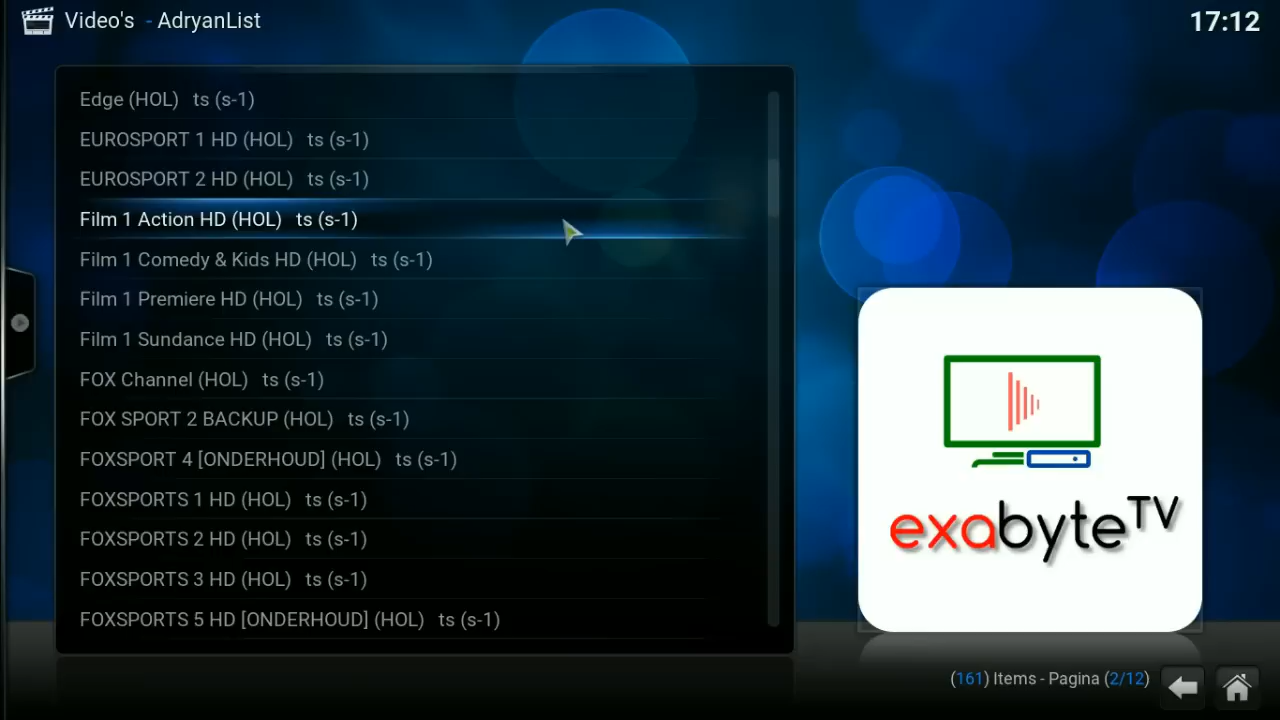 Video's - AdryanList
17:12
Edge (HOL) ts (s-1)
EUROSPORT 1 HD (HOL) ts (s-1)
EUROSPORT 2 HD (HOL) ts (s-1)
Film 1 Action HD (HOL) ts (s-1)
Film 1 Comedy & Kids HD (HOL) ts (s-1)
Film 1 Premiere HD (HOL) ts (s-1)
Film 1 Sundance HD (HOL) ts (s-1)
FOX Channel (HOL) ts (s-1)
FOX SPORT 2 BACKUP (HOL) ts (s-1)
FOXSPORT 4 [ONDERHOUD] (HOL) ts (s-1)
FOXSPORTS 1 HD (HOL) ts (s-1)
FOXSPORTS 2 HD (HOL) ts (s-1)
FOXSPORTS 3 HD (HOL) ts (s-1)
FOXSPORTS 5 HD [ONDERHOUD] (HOL) ts (s-1)
exabyteTV
(161) Items - Pagina (2/12)